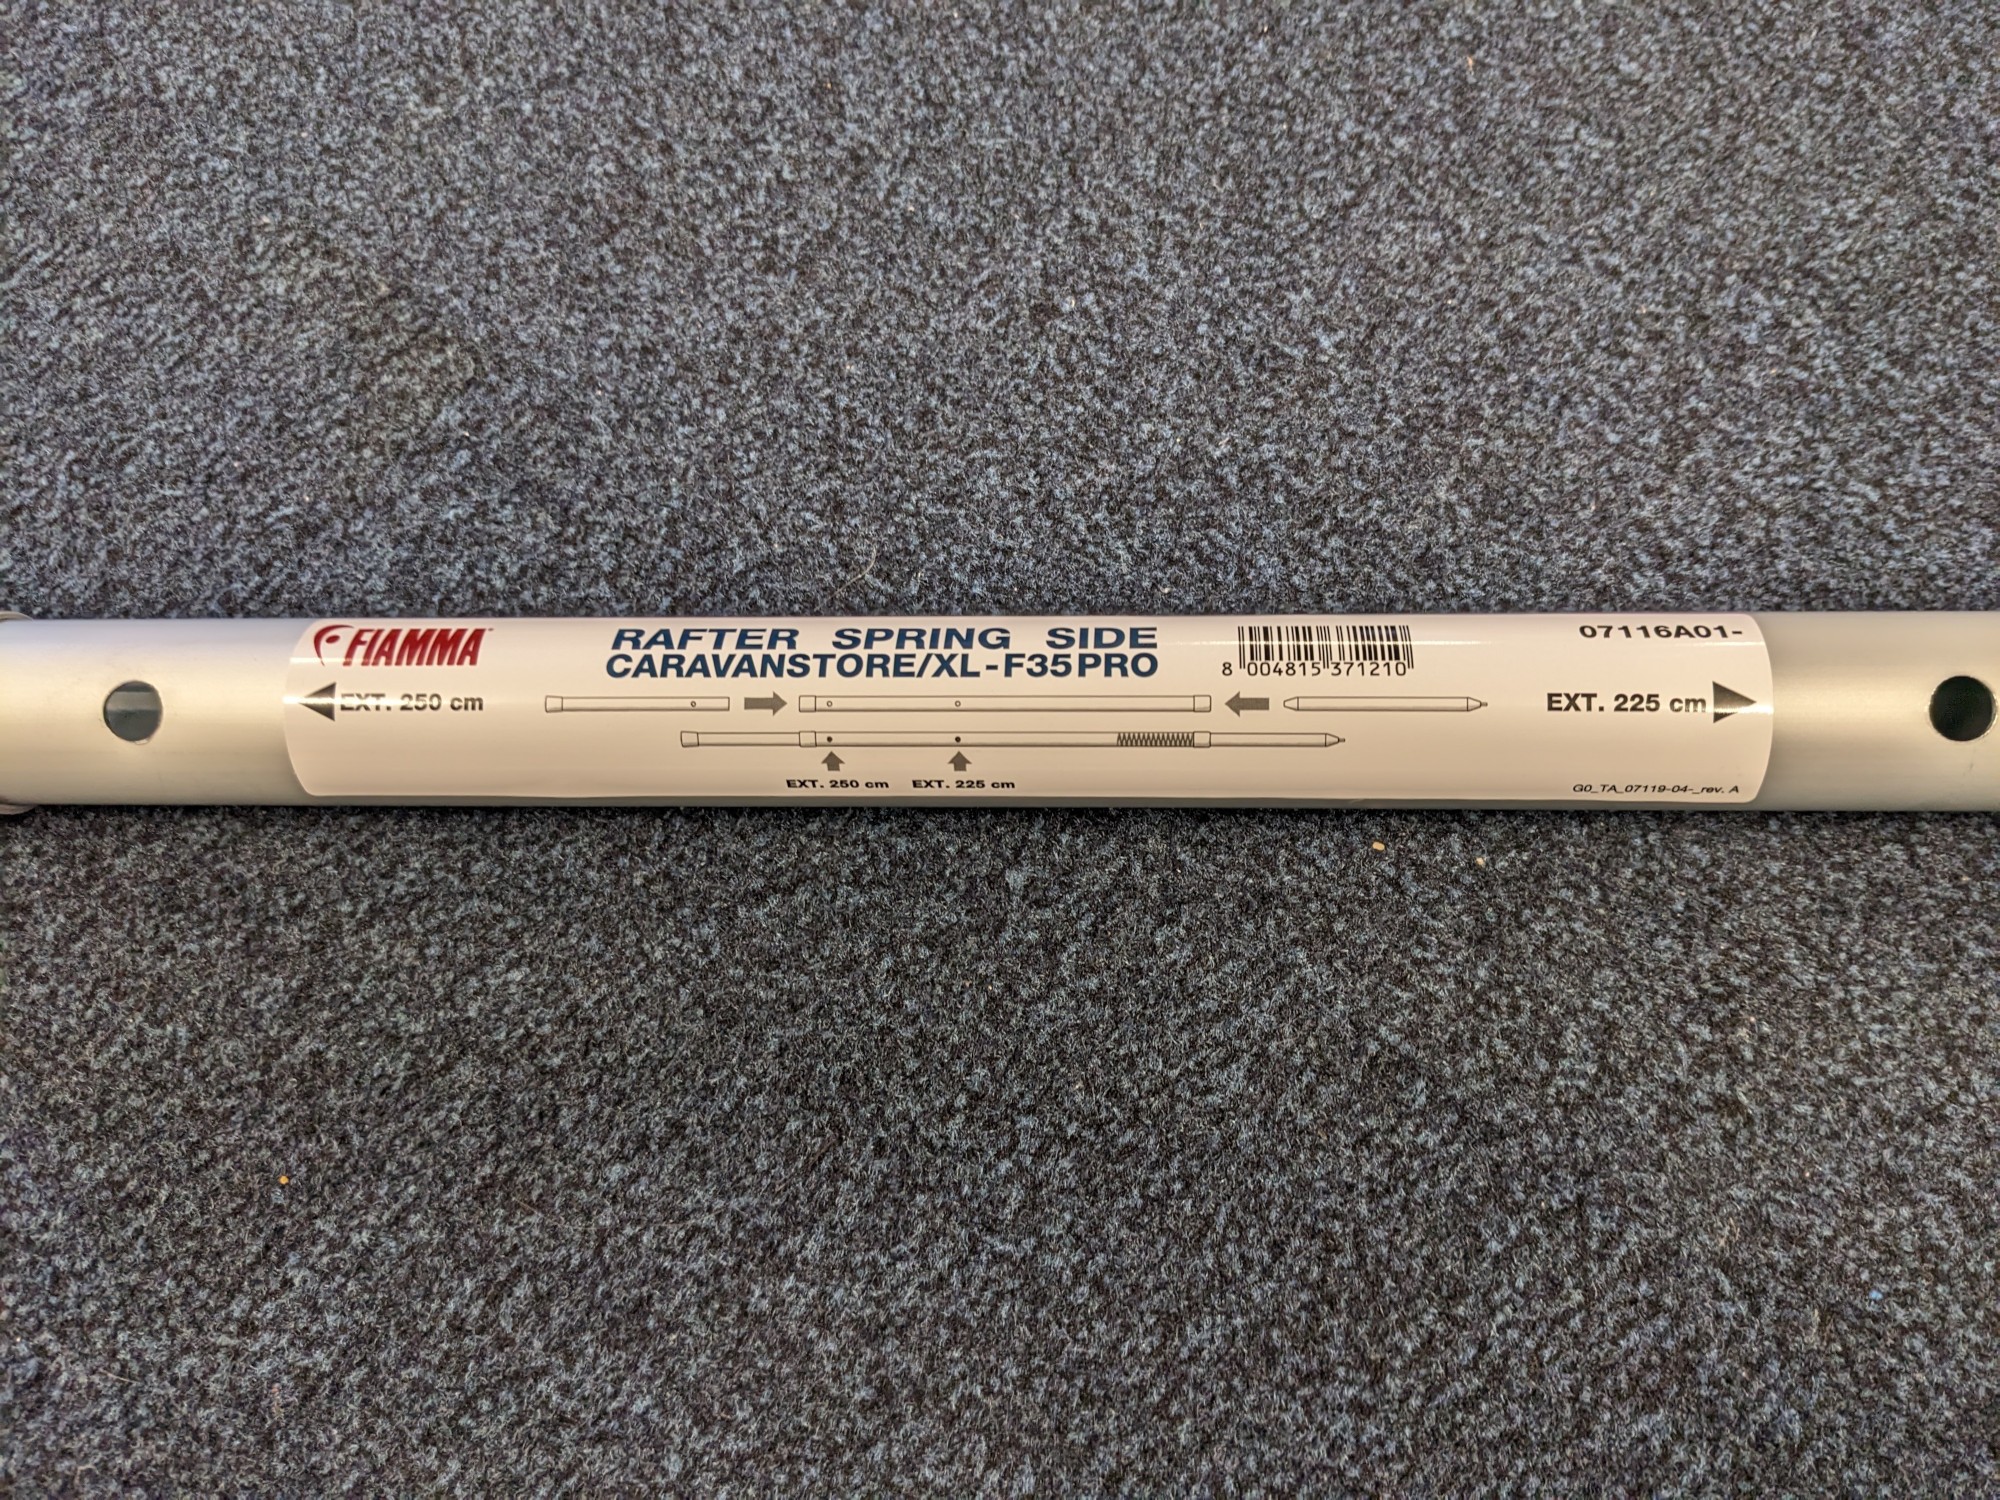 FIAMMA
RAFTER SPRING SIDE
CARAVANSTORE/XL-F35PRO
8 004815 371210
07116A01-
EXT. 250 cm
EXT. 225 cm
EXT. 250 cm
EXT. 225 cm
G0_TA_07119-04-_rev. A